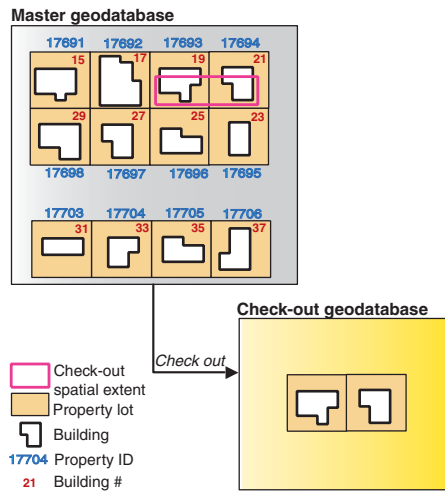 Master geodatabase
17691 17692 17693 17694
15 17 19 21
29 27 25 23
17698 17697 17696 17695
17703 17704 17705 17706
31 33 35 37
Check out
Check-out geodatabase
Check-out
spatial extent
Property lot
Building
17704 Property ID
21 Building #